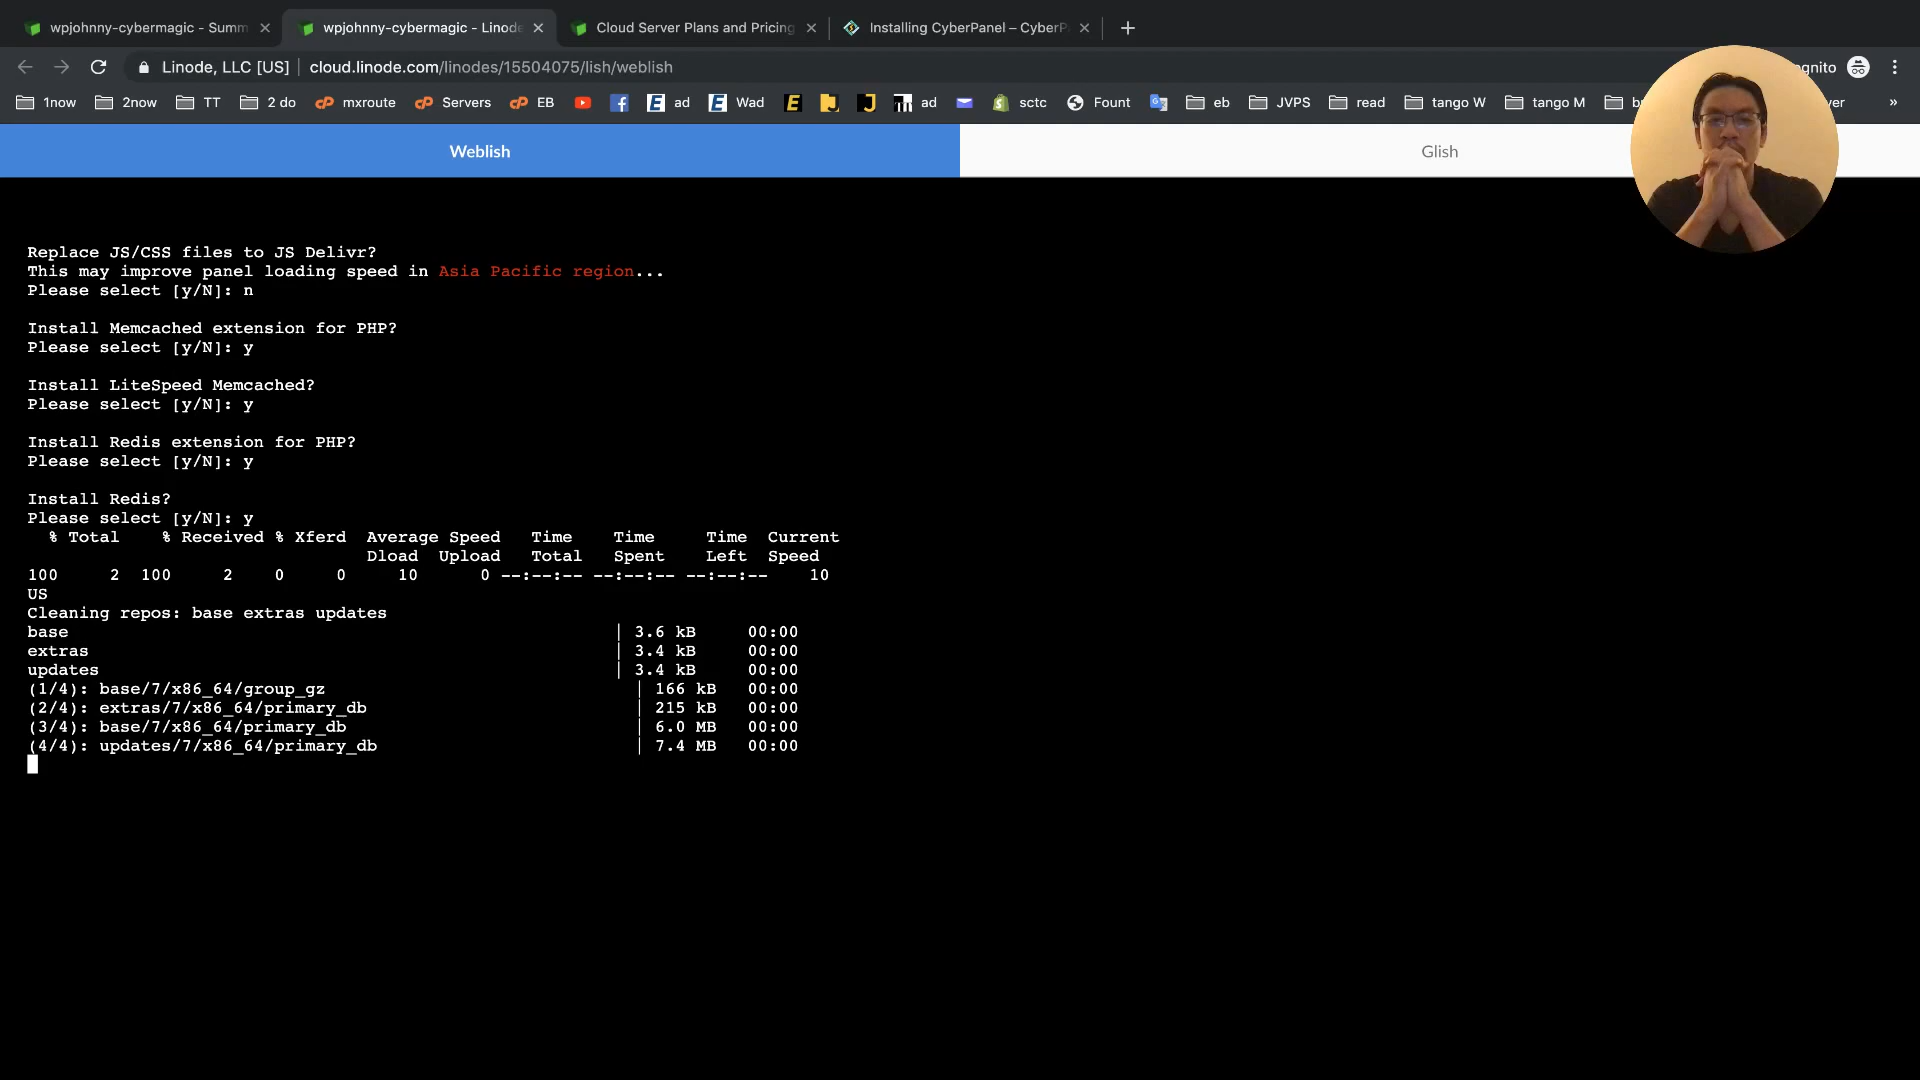 wpjohnny-cybermagic - Summ
wpjohnny-cybermagic - Linode
Cloud Server Plans and Pricing
Installing CyberPanel – CyberP
Linode, LLC [US] | cloud.linode.com/linodes/15504075/lish/weblish
1now 2now TT 2 do mxroute Servers EB ad Wad ad sctc Fount eb JVPS read tango W tango M »
Weblish
Glish
Replace JS/CSS files to JS Delivr?
This may improve panel loading speed in Asia Pacific region...
Please select [y/N]: n
Install Memcached extension for PHP?
Please select [y/N]: y
Install LiteSpeed Memcached?
Please select [y/N]: y
Install Redis extension for PHP?
Please select [y/N]: y
Install Redis?
Please select [y/N]: y
% Total % Received % Xferd Average Speed Time Time Time Current
Dload Upload Total Spent Left Speed
100 2 100 2 0 0 10 0 --:--:-- --:--:-- --:--:-- 10
US
Cleaning repos: base extras updates
base | 3.6 kB 00:00
extras | 3.4 kB 00:00
updates | 3.4 kB 00:00
(1/4): base/7/x86_64/group_gz | 166 kB 00:00
(2/4): extras/7/x86_64/primary_db | 215 kB 00:00
(3/4): base/7/x86_64/primary_db | 6.0 MB 00:00
(4/4): updates/7/x86_64/primary_db | 7.4 MB 00:00